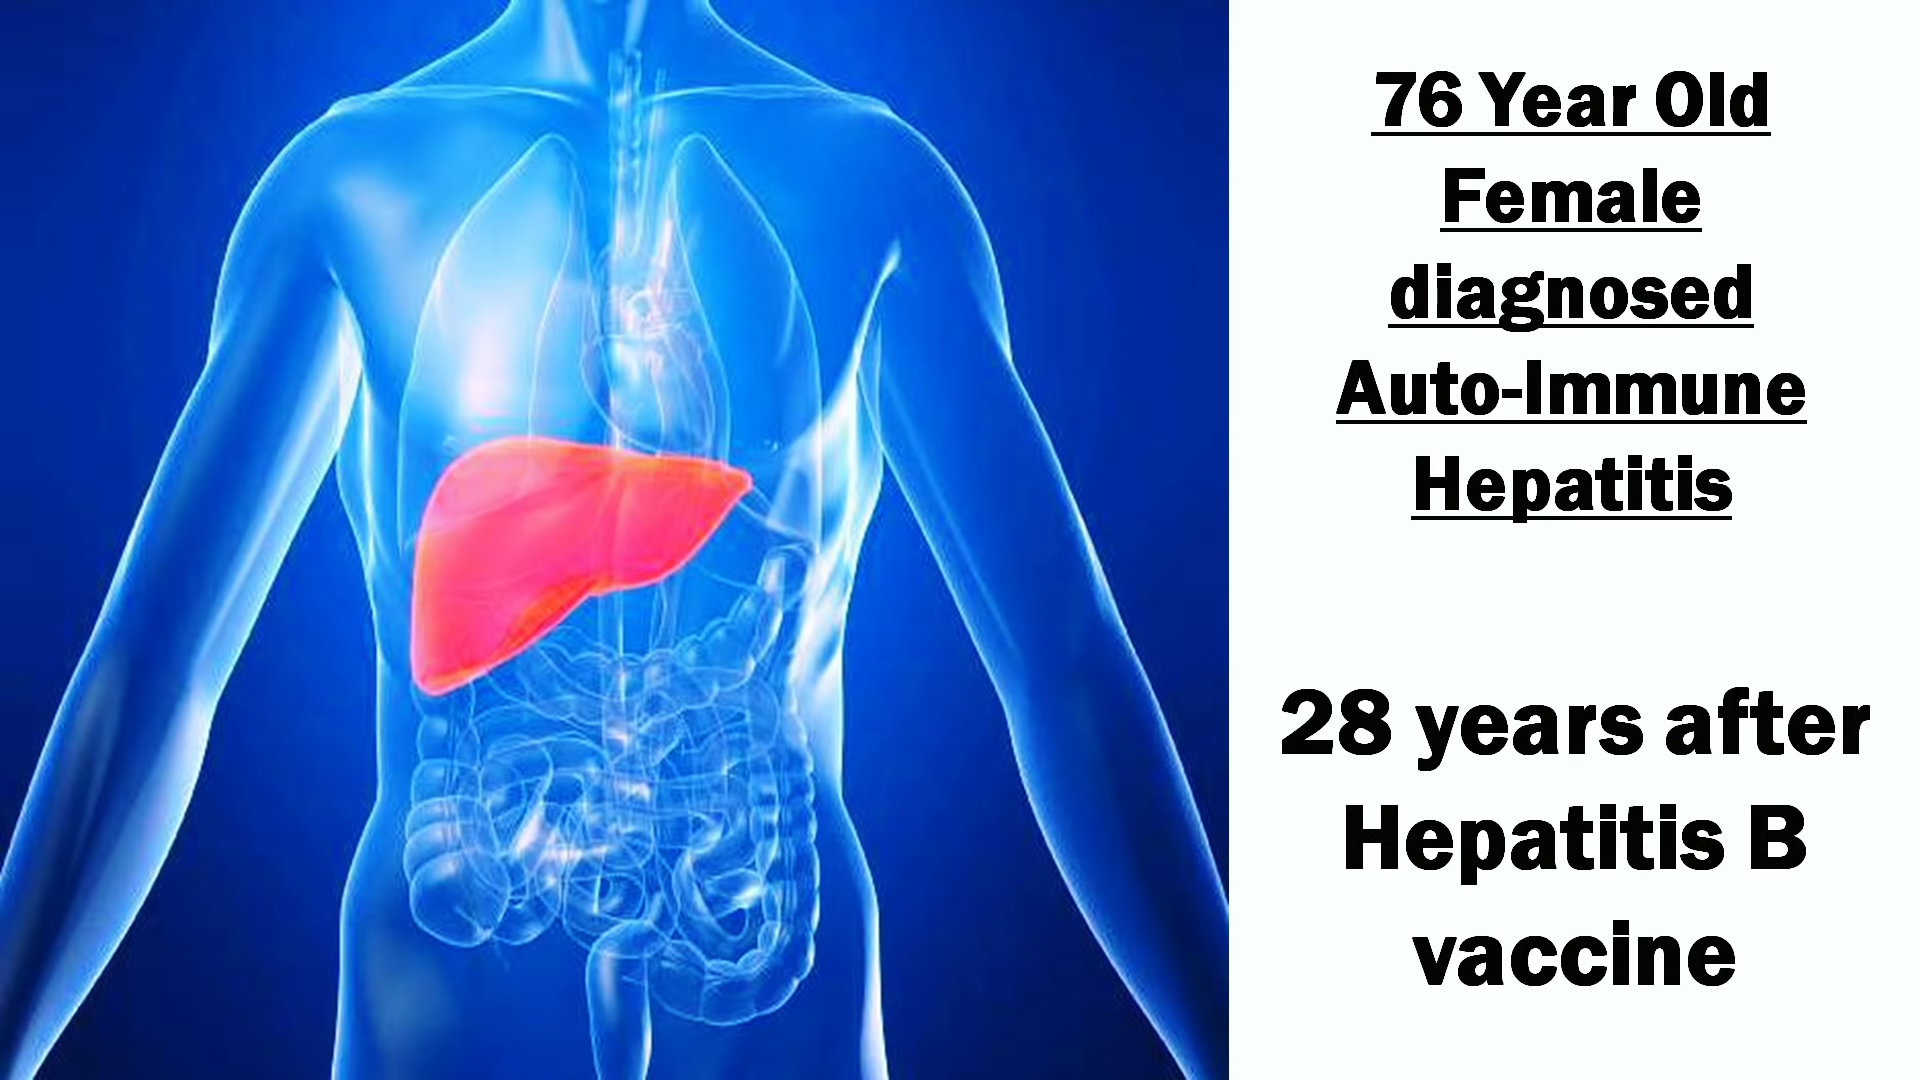 76 Year Old
Female
diagnosed
Auto-Immune
Hepatitis
28 years after
Hepatitis B
vaccine